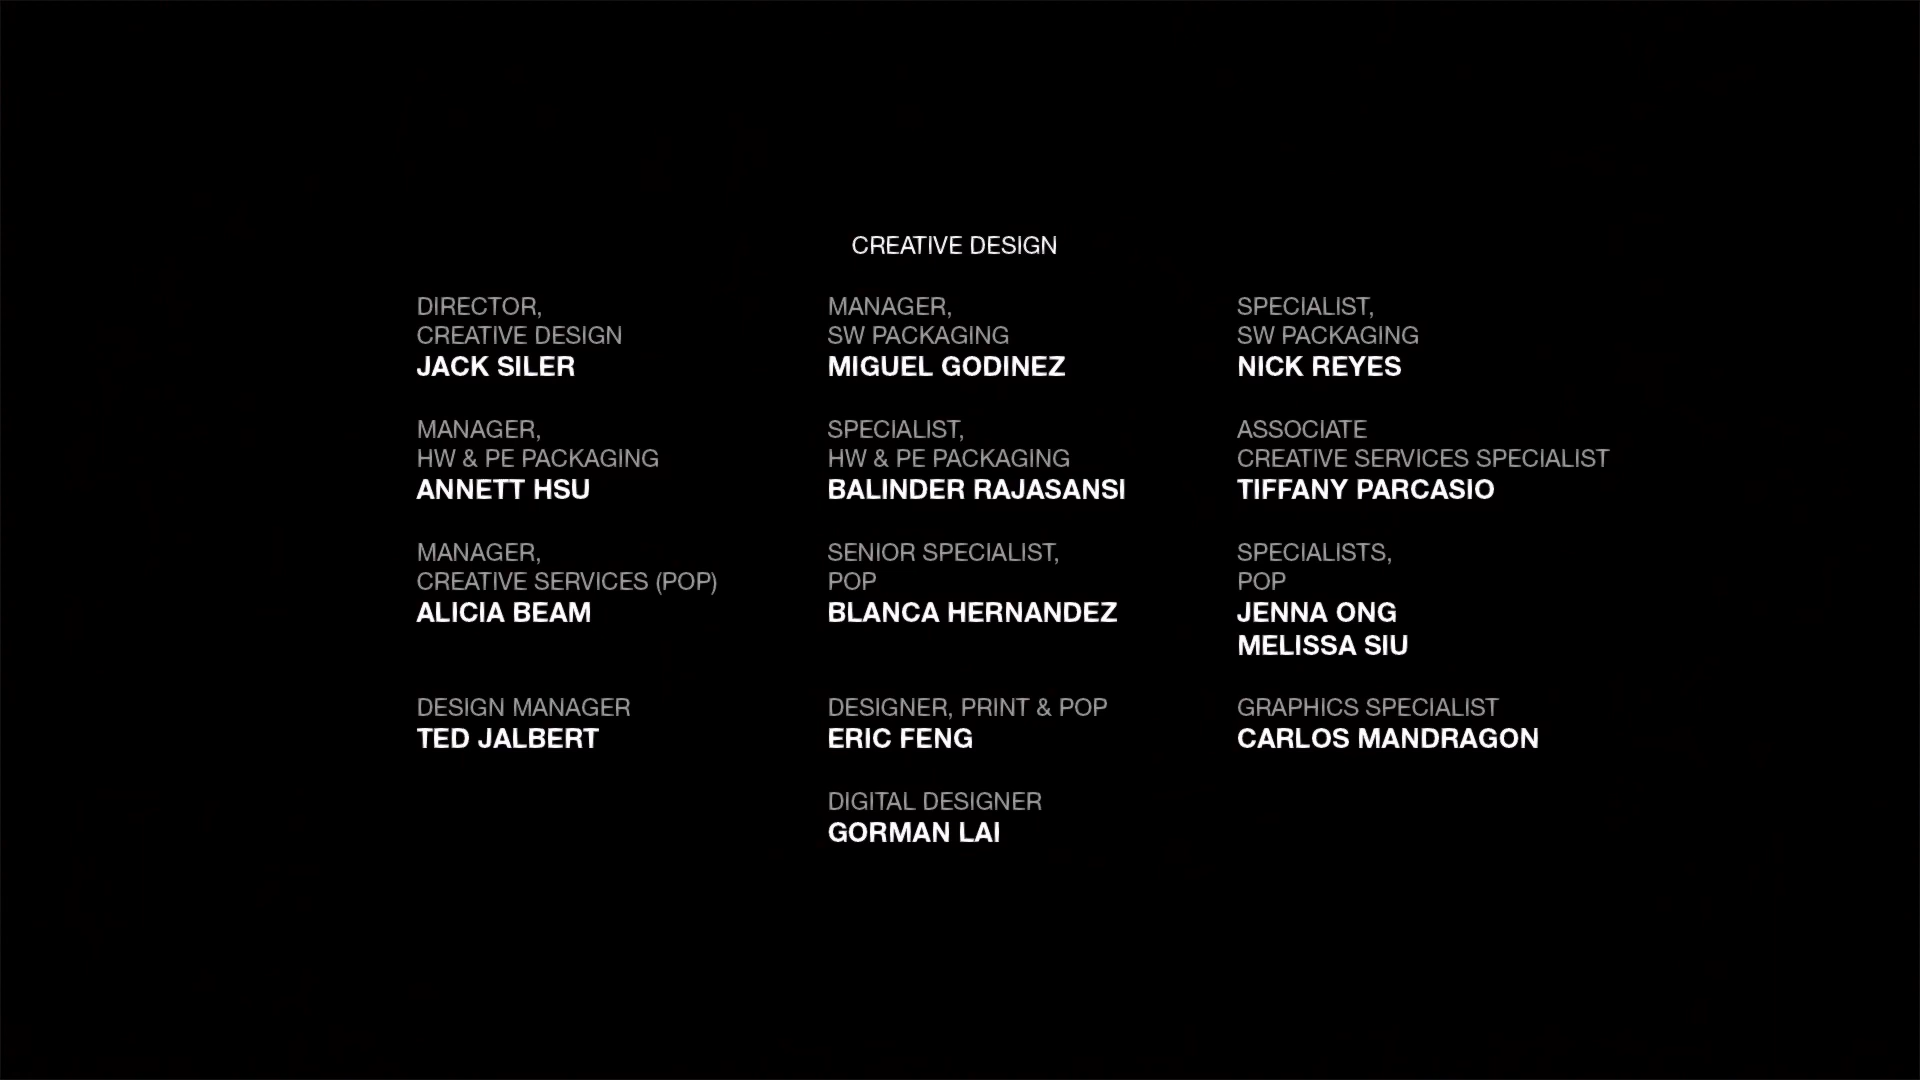 CREATIVE DESIGN
DIRECTOR,
CREATIVE DESIGN
JACK SILER
MANAGER,
SW PACKAGING
MIGUEL GODINEZ
SPECIALIST,
SW PACKAGING
NICK REYES
MANAGER,
HW & PE PACKAGING
ANNETT HSU
SPECIALIST,
HW & PE PACKAGING
BALINDER RAJASANSI
ASSOCIATE
CREATIVE SERVICES SPECIALIST
TIFFANY PARCASIO
MANAGER,
CREATIVE SERVICES (POP)
ALICIA BEAM
SENIOR SPECIALIST,
POP
BLANCA HERNANDEZ
SPECIALISTS,
POP
JENNA ONG
MELISSA SIU
DESIGN MANAGER
TED JALBERT
DESIGNER, PRINT & POP
ERIC FENG
GRAPHICS SPECIALIST
CARLOS MANDRAGON
DIGITAL DESIGNER
GORMAN LAI